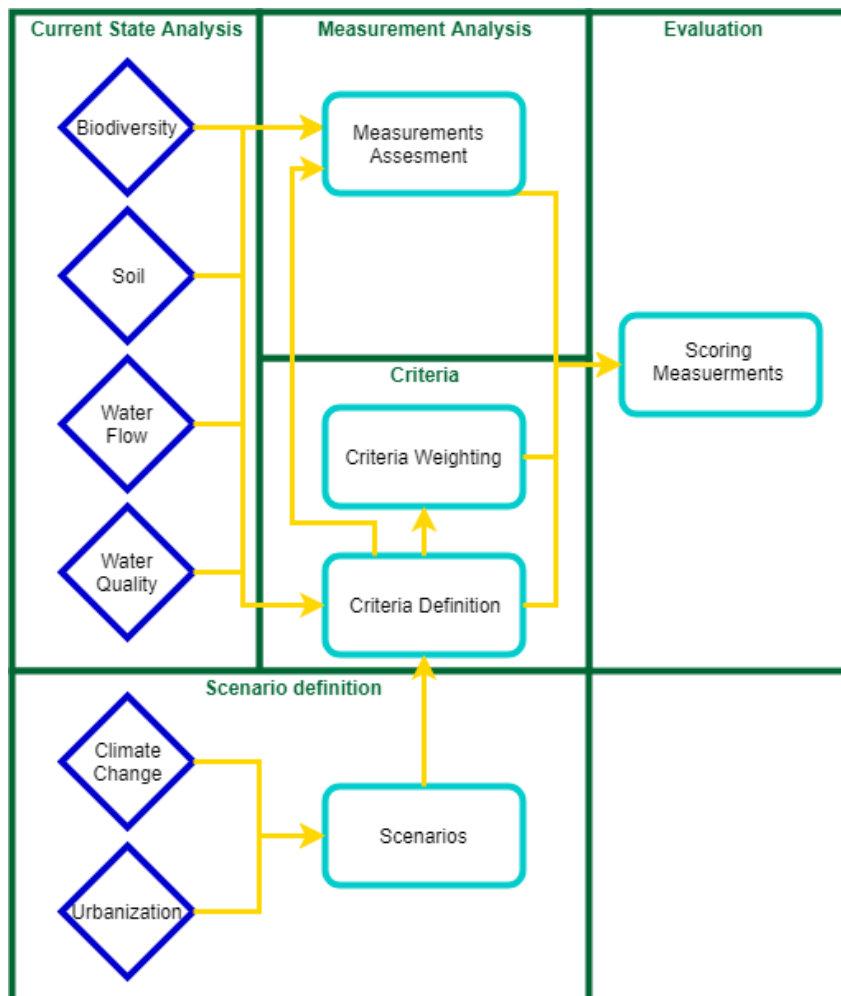 Current State Analysis
Measurement Analysis
Evaluation
Biodiversity
Measurements
Assesment
Soil
Scoring
Measuerments
Criteria
Water
Flow
Criteria Weighting
Water
Quality
Criteria Definition
Scenario definition
Climate
Change
Scenarios
Urbanization